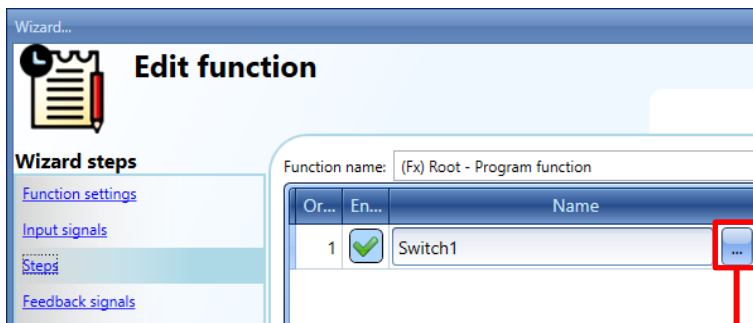 Wizard...
Edit function
Wizard steps
Function settings
Input signals
Steps
Feedback signals
Function name: (Fx) Root - Program function
Or... En... Name
1 Switch1 ...